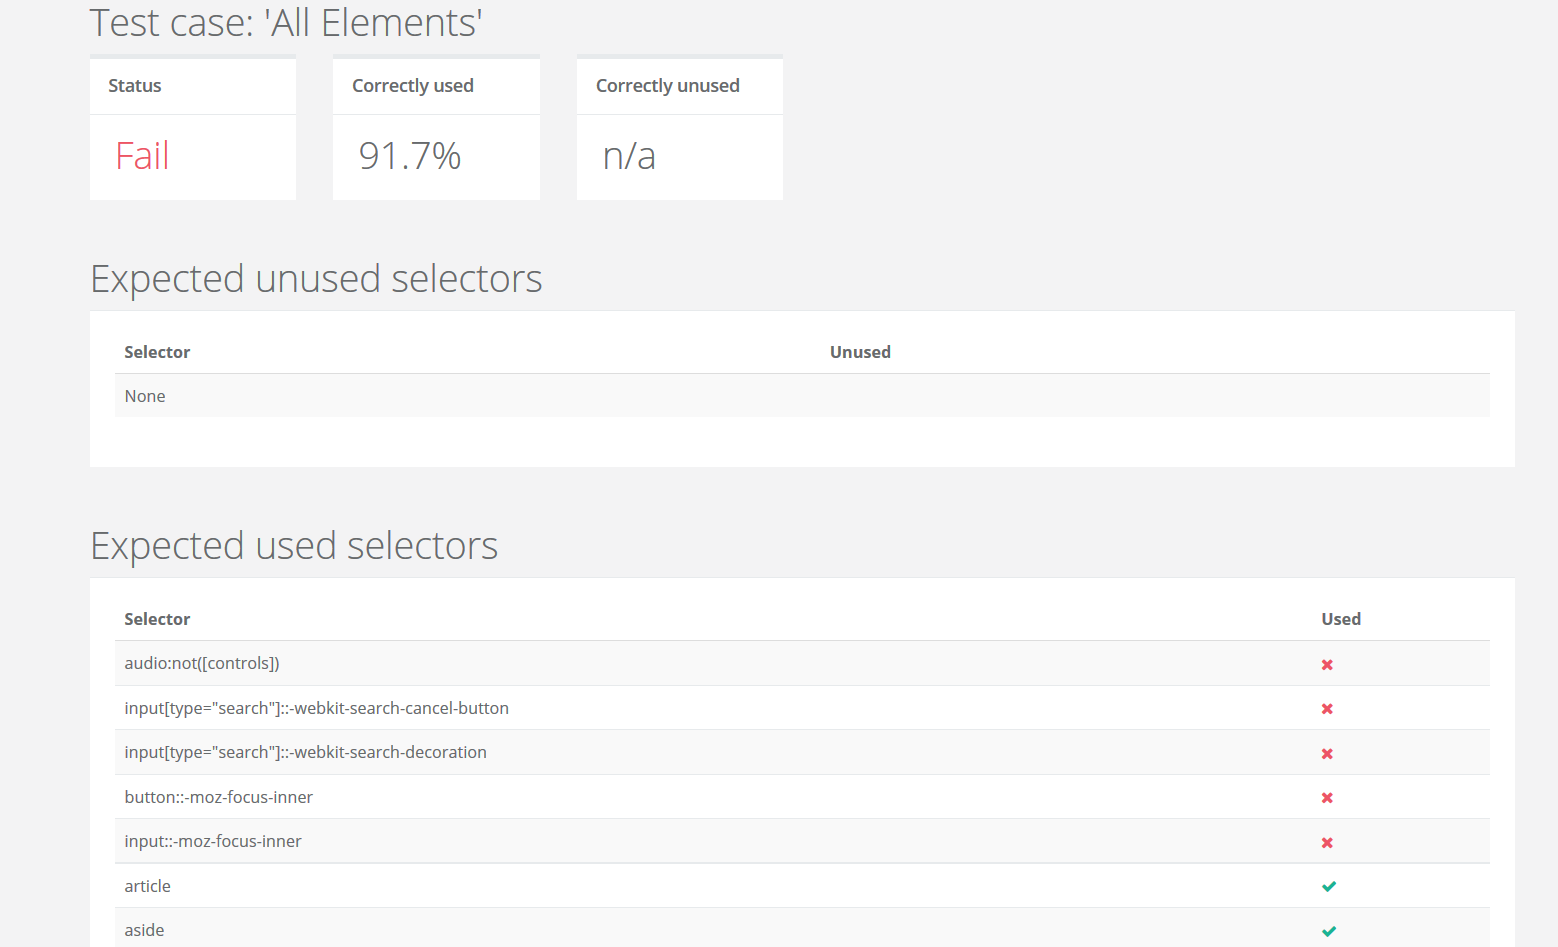 Test case: 'All Elements'
Status
Correctly used
Correctly unused
Fail
91.7%
n/a
Expected unused selectors
Selector
Unused
None
Expected used selectors
Selector
Used
audio:not([controls])
input[type="search"]::-webkit-search-cancel-button
input[type="search"]::-webkit-search-decoration
button::-moz-focus-inner
input::-moz-focus-inner
article
aside